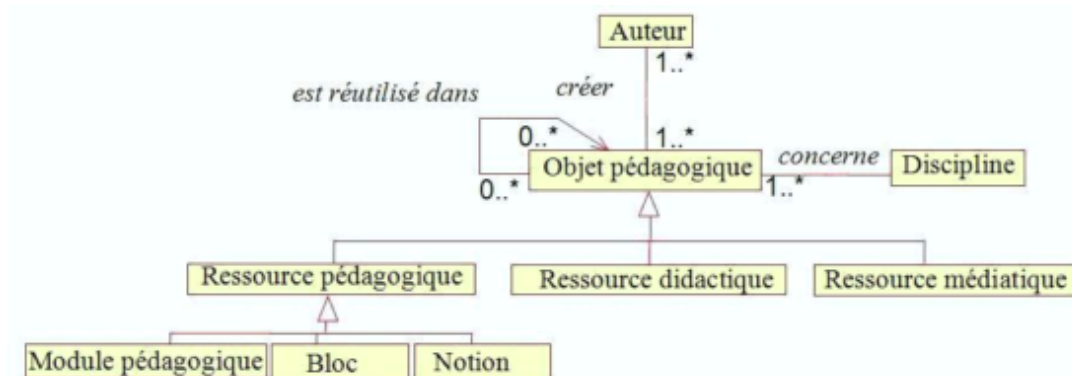 Auteur
1..*
est réutilisé dans
créer
0..*
1..*
Objet pédagogique
concerne
Discipline
0..*
1..*
Ressource pédagogique
Ressource didactique
Ressource médiatique
Module pédagogique
Bloc
Notion